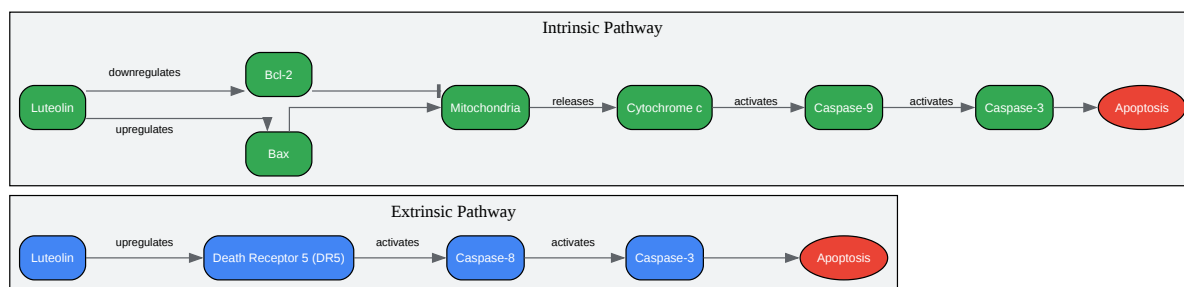 Intrinsic Pathway
Luteolin
downregulates
Bcl-2
upregulates
Bax
Mitochondria
releases
Cytochrome c
activates
Caspase-9
activates
Caspase-3
Apoptosis
Extrinsic Pathway
Luteolin
upregulates
Death Receptor 5 (DR5)
activates
Caspase-8
activates
Caspase-3
Apoptosis